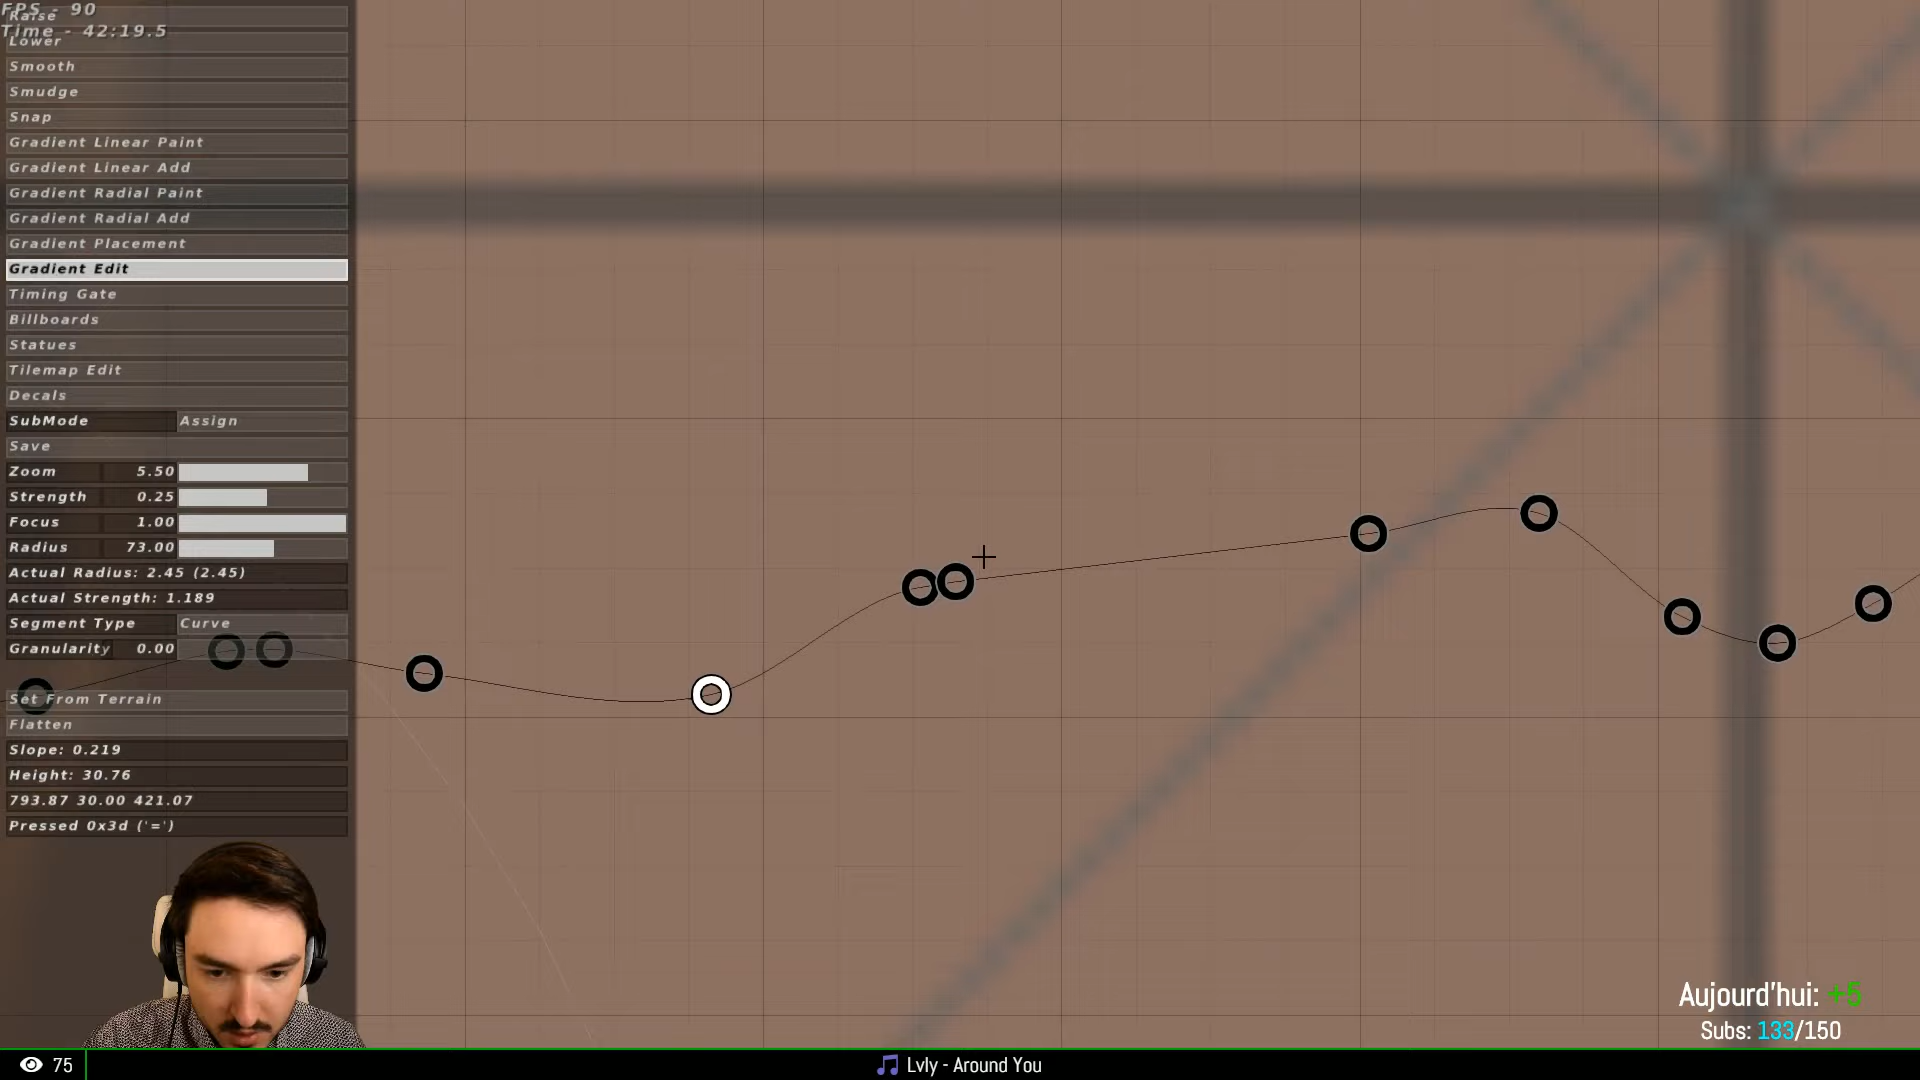 FPS - 90
Raise
Time - 42:19.5
Lower
Smooth
Smudge
Snap
Gradient Linear Paint
Gradient Linear Add
Gradient Radial Paint
Gradient Radial Add
Gradient Placement
Gradient Edit
Timing Gate
Billboards
Statues
Tilemap Edit
Decals
SubMode Assign
Save
Zoom 5.50
Strength 0.25
Focus 1.00
Radius 73.00
Actual Radius: 2.45 (2.45)
Actual Strength: 1.189
Segment Type Curve
Granularity 0.00
Set From Terrain
Flatten
Slope: 0.219
Height: 30.76
793.87 30.00 421.07
Pressed 0x3d ('=')
Aujourd'hui: +5
Subs: 133/150
75
Lvly - Around You